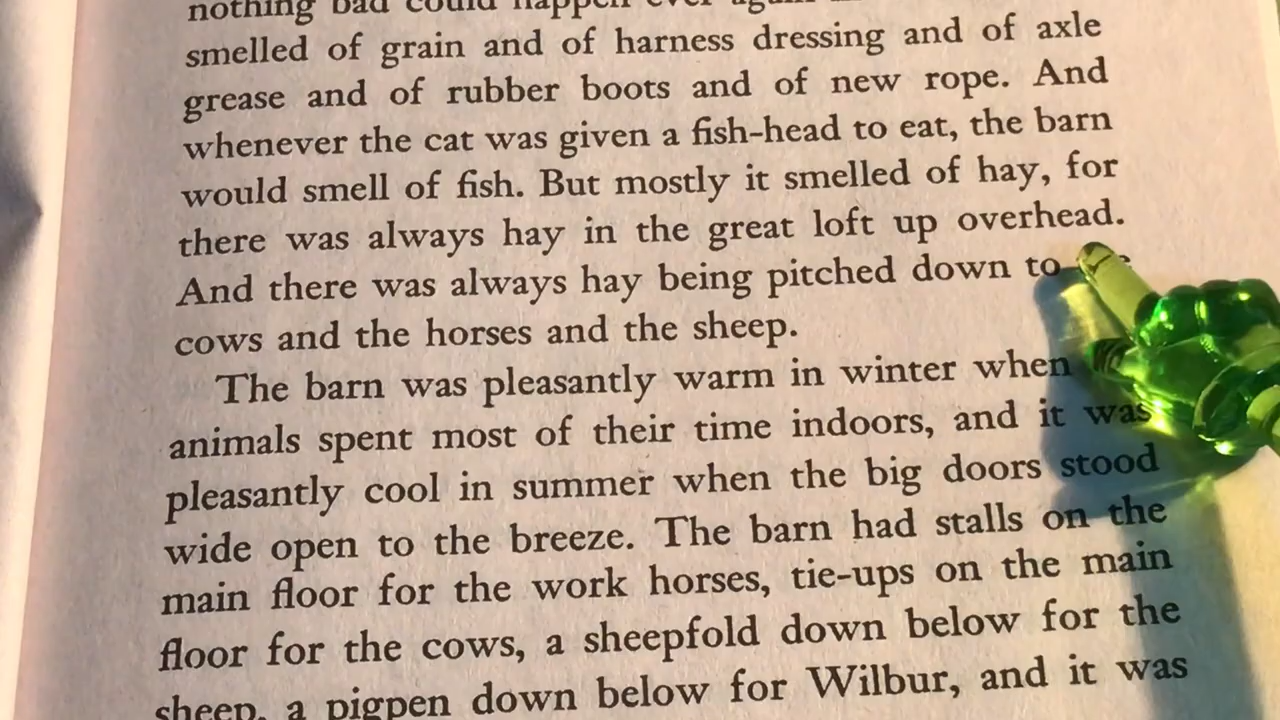 nothing bad could happen ever again
smelled of grain and of harness dressing and of axle
grease and of rubber boots and of new rope. And
whenever the cat was given a fish-head to eat, the barn
would smell of fish. But mostly it smelled of hay, for
there was always hay in the great loft up overhead.
And there was always hay being pitched down to
cows and the horses and the sheep.
The barn was pleasantly warm in winter when
animals spent most of their time indoors, and it was
pleasantly cool in summer when the big doors stood
wide open to the breeze. The barn had stalls on the
main floor for the work horses, tie-ups on the main
floor for the cows, a sheepfold down below for the
sheep, a pigpen down below for Wilbur, and it was